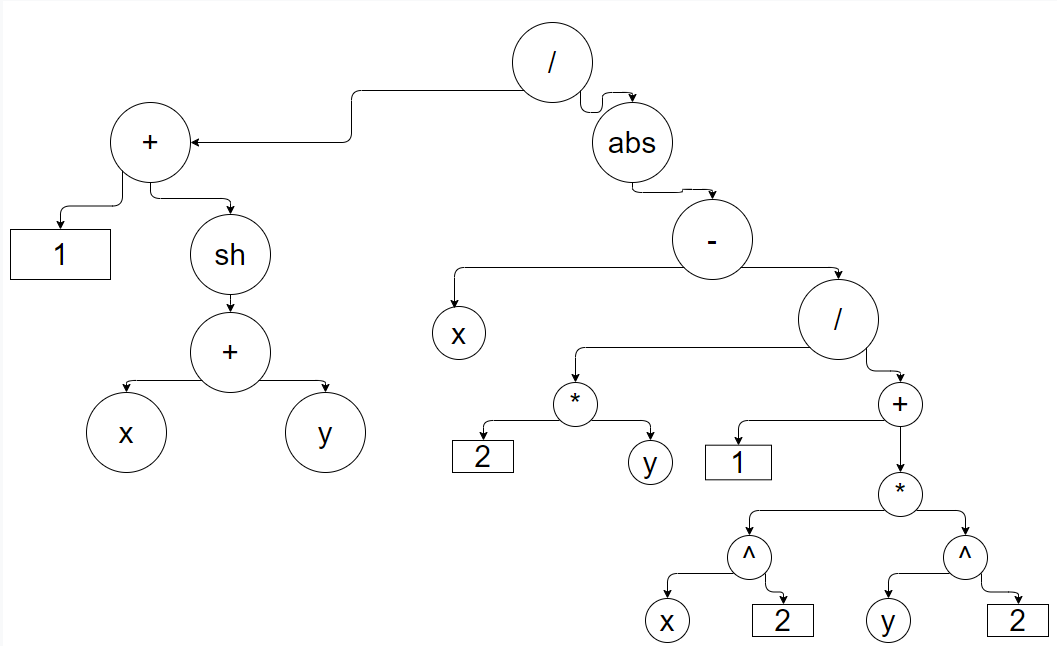 /
+
abs
1
sh
-
+
x
/
x
y
*
+
2
y
1
*
^
^
x
2
y
2